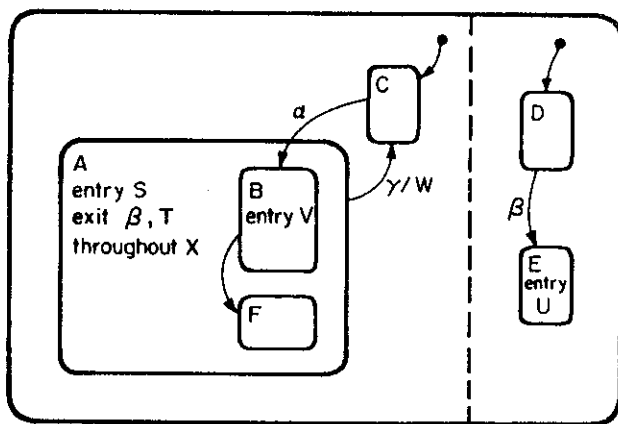 C
D
α
A
entry S
exit β, T
throughout X
B
entry V
γ/W
β
E
entry
U
F